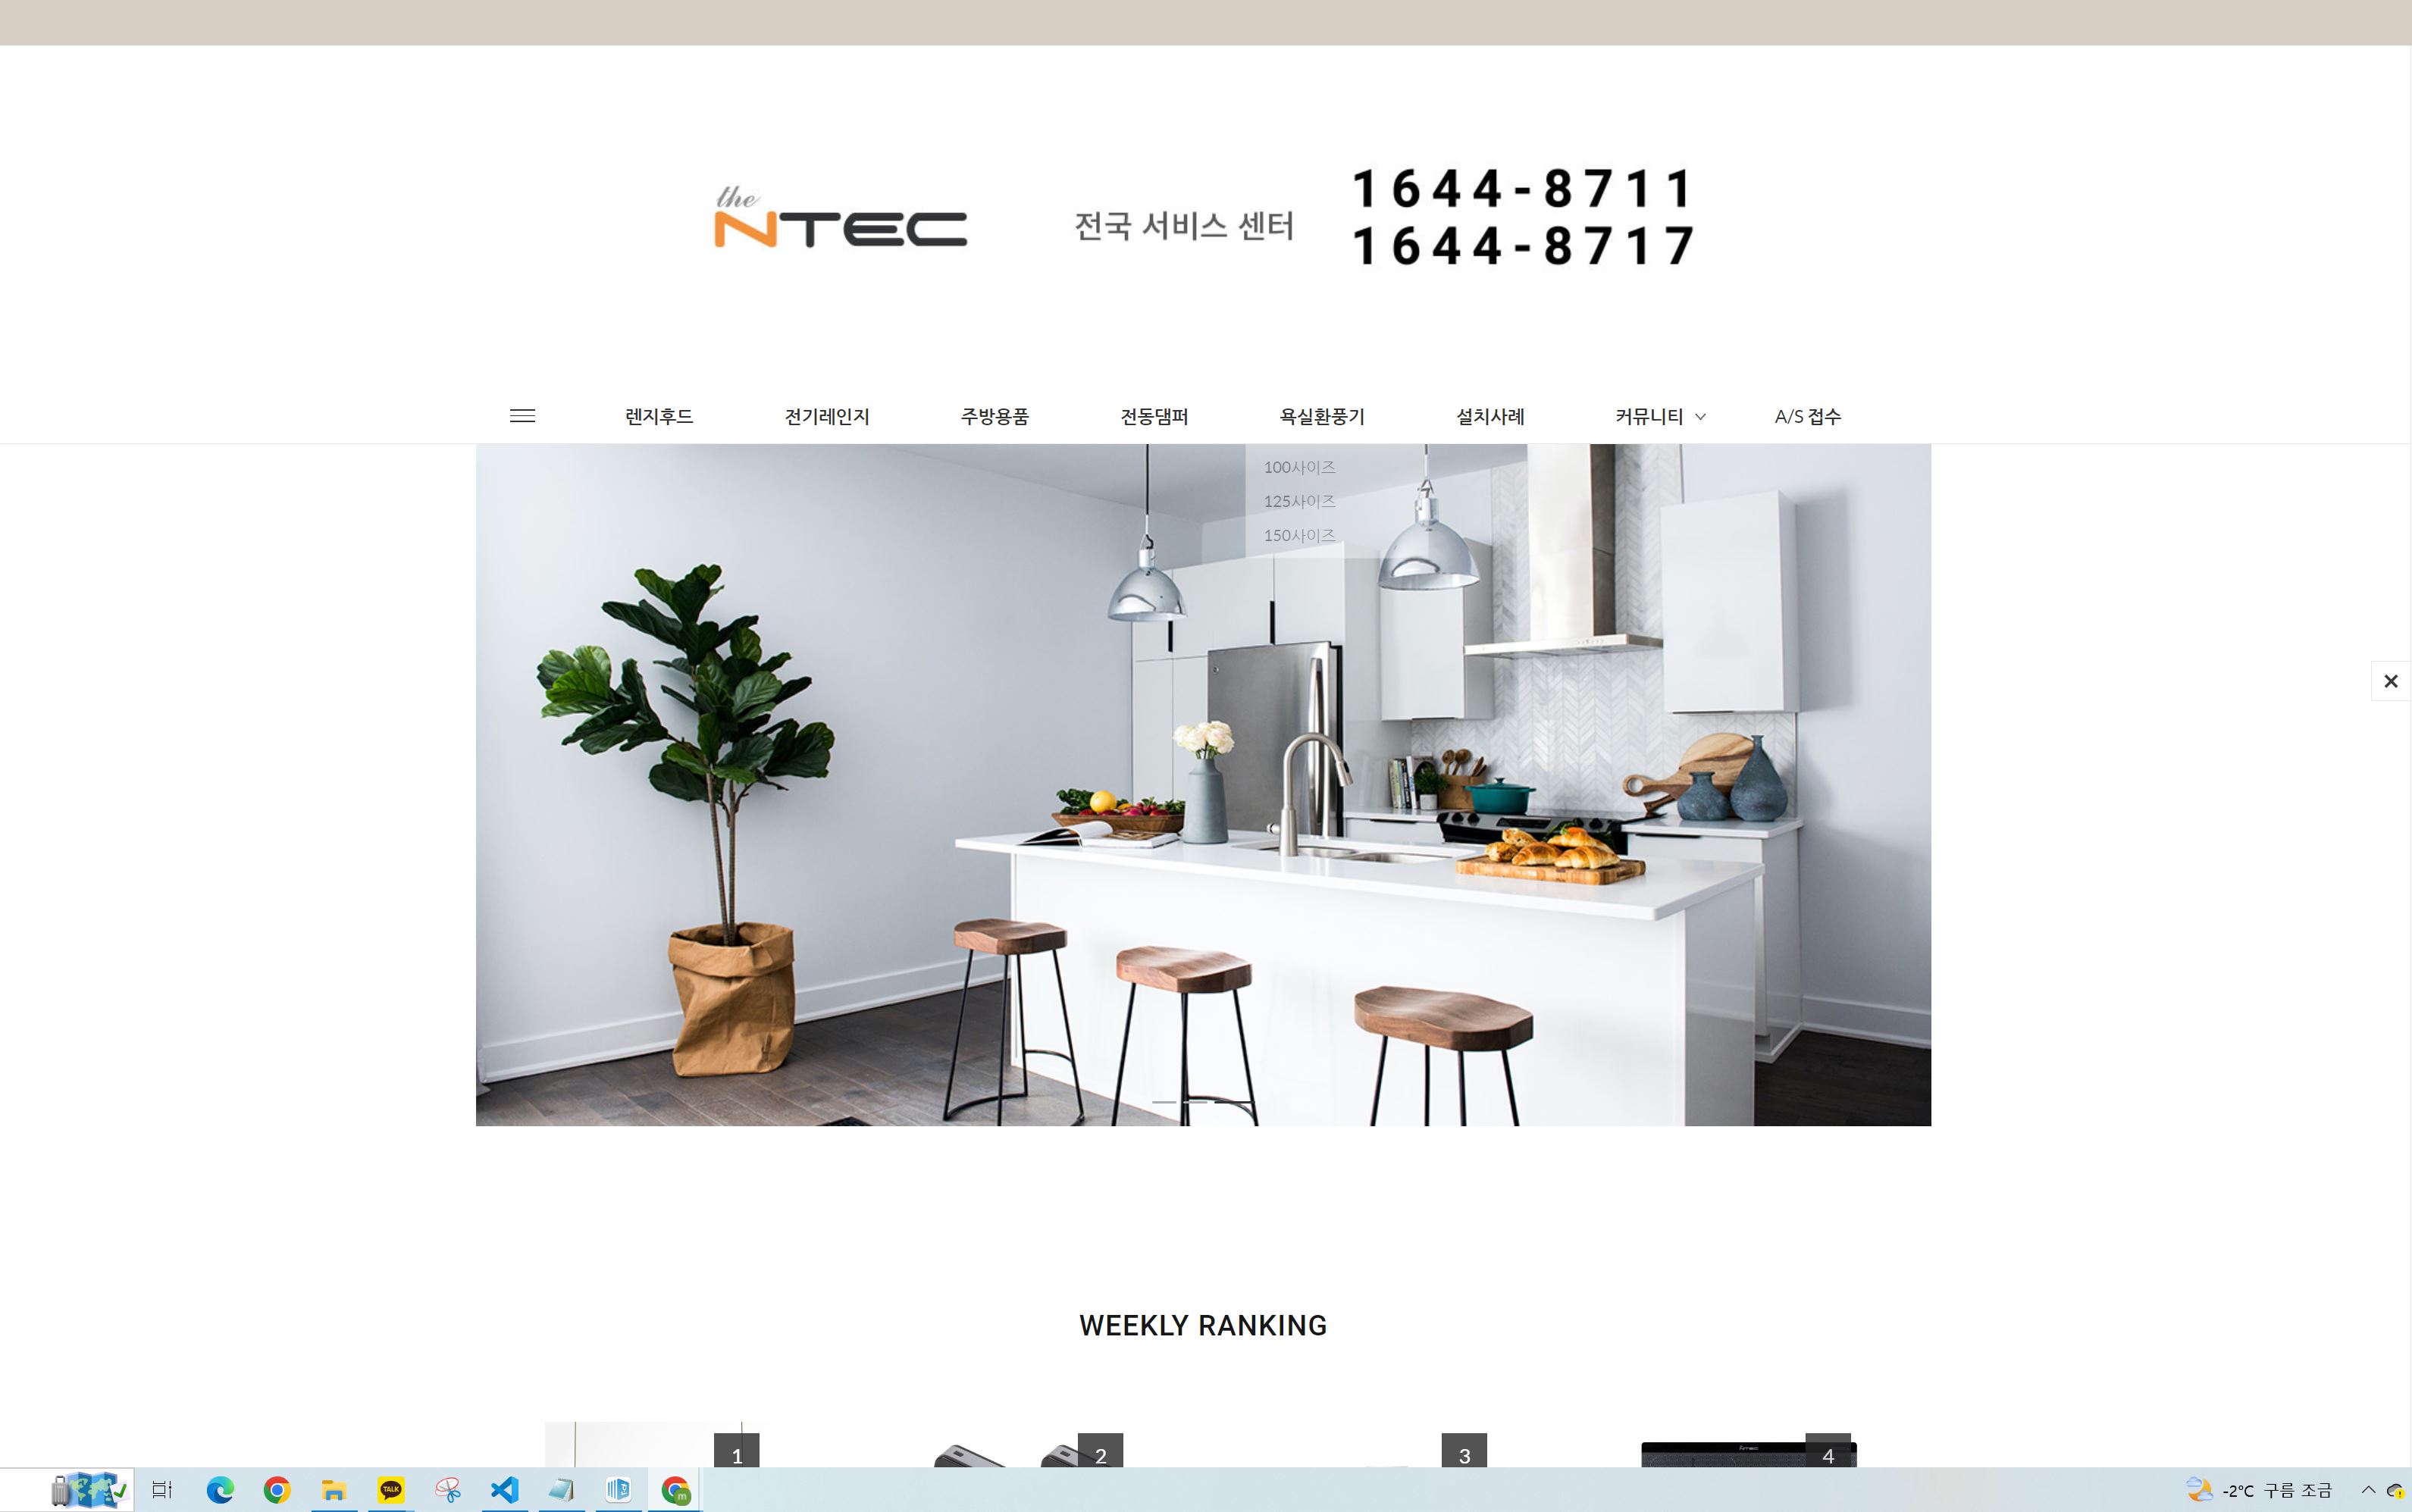 the
NTEC
전국 서비스 센터
1644-8711
1644-8717
렌지후드 전기레인지 주방용품 전동댐퍼 욕실환풍기 설치사례 커뮤니티 A/S 접수
100사이즈
125사이즈
150사이즈
WEEKLY RANKING
1 2 3 4
TALK
m
-2°C 구름 조금